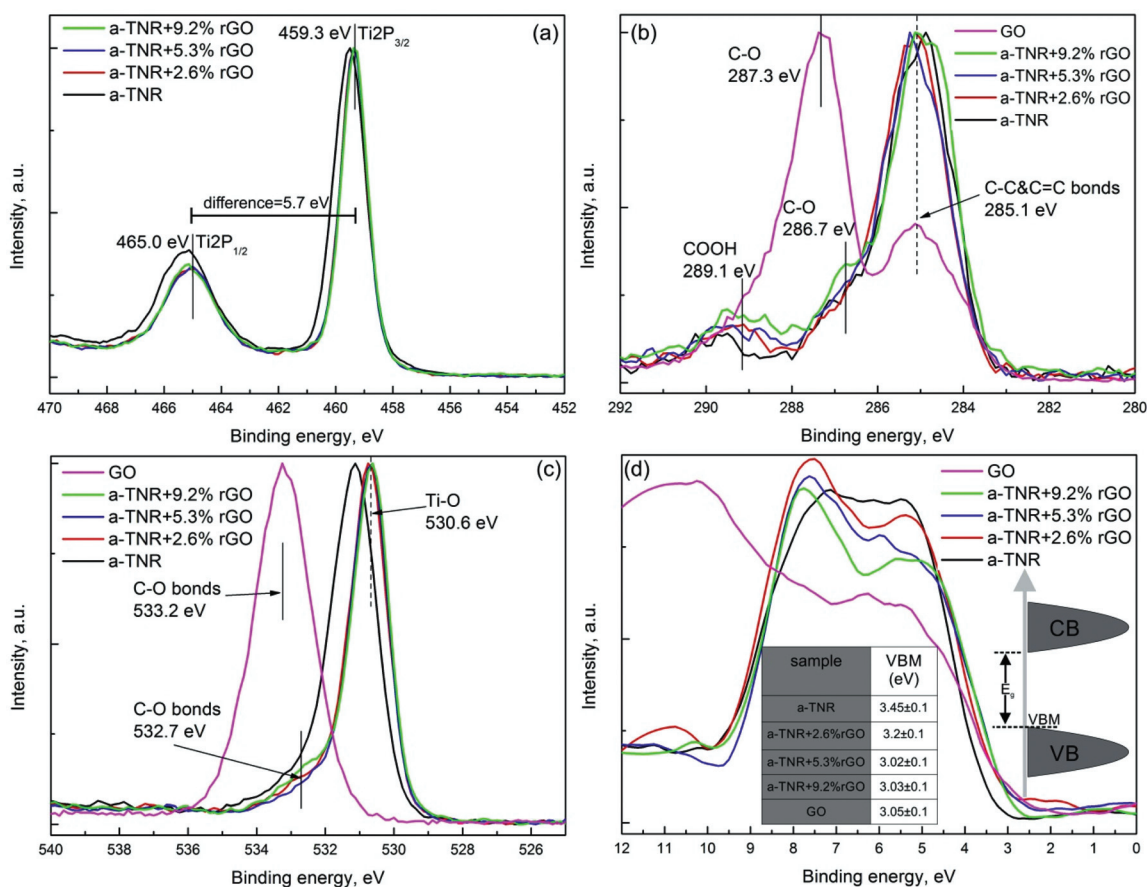 (a)
a-TNR+9.2% rGO
a-TNR+5.3% rGO
a-TNR+2.6% rGO
a-TNR
459.3 eV Ti2P3/2
difference=5.7 eV
465.0 eV Ti2P1/2
Intensity, a.u.
470 468 466 464 462 460 458 456 454 452
Binding energy, eV
(b)
GO
a-TNR+9.2% rGO
a-TNR+5.3% rGO
a-TNR+2.6% rGO
a-TNR
C-O
287.3 eV
C-O
286.7 eV
COOH
289.1 eV
C-C&C=C bonds
285.1 eV
Intensity, a.u.
292 290 288 286 284 282 280
Binding energy, eV
(c)
GO
a-TNR+9.2% rGO
a-TNR+5.3% rGO
a-TNR+2.6% rGO
a-TNR
Ti-O
530.6 eV
C-O bonds
533.2 eV
C-O bonds
532.7 eV
Intensity, a.u.
540 538 536 534 532 530 528 526
Binding energy, eV
(d)
GO
a-TNR+9.2% rGO
a-TNR+5.3% rGO
a-TNR+2.6% rGO
a-TNR
CB
Eg
VBM
VB
sample VBM
(eV)
a-TNR 3.45±0.1
a-TNR+2.6%rGO 3.2±0.1
a-TNR+5.3%rGO 3.02±0.1
a-TNR+9.2%rGO 3.03±0.1
GO 3.05±0.1
Intensity, a.u.
12 11 10 9 8 7 6 5 4 3 2 1 0
Binding energy, eV